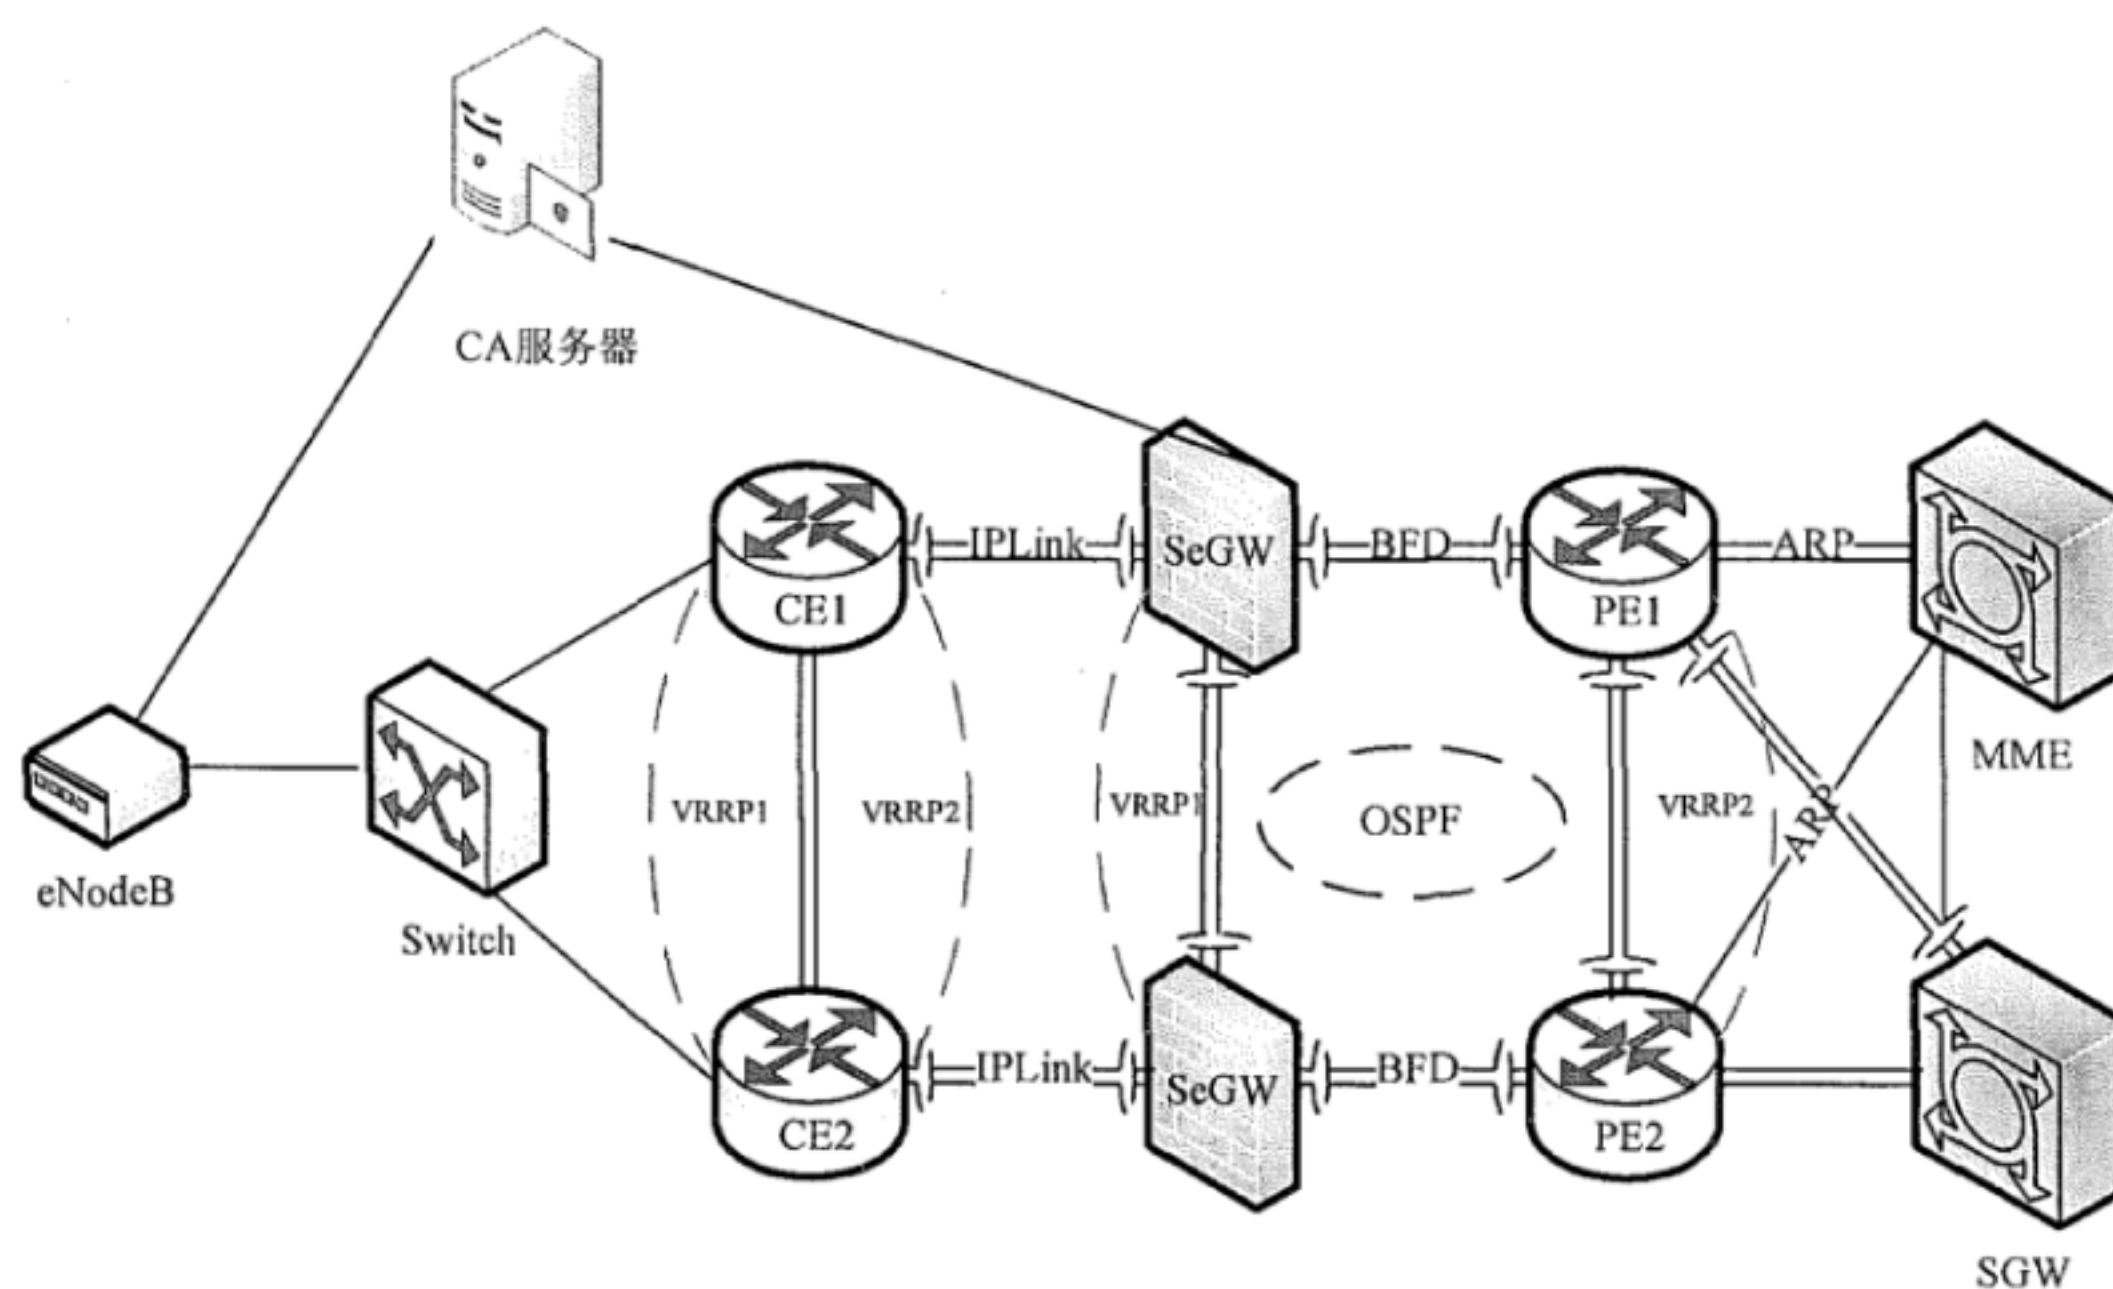 CA服务器
IPLink
SeGW
BFD
ARP
CE1
PE1
MME
VRRP1
VRRP2
VRRP1
OSPF
VRRP2
ARP
eNodeB
Switch
IPLink
SeGW
BFD
CE2
PE2
SGW